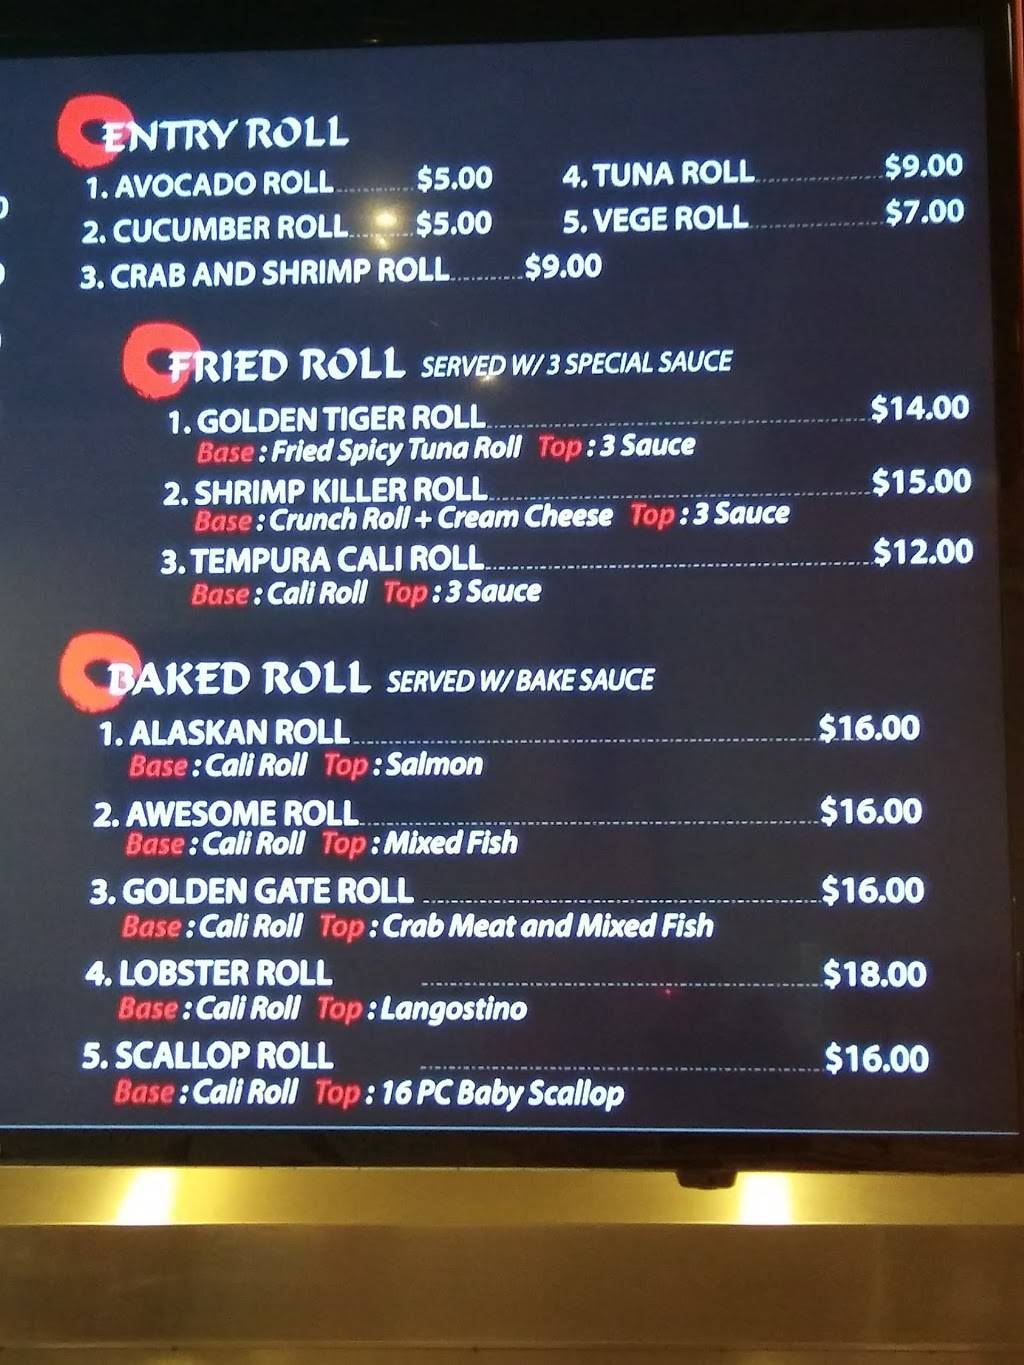 ENTRY ROLL
1. AVOCADO ROLL $5.00
2. CUCUMBER ROLL $5.00
3. CRAB AND SHRIMP ROLL $9.00
4. TUNA ROLL $9.00
5. VEGE ROLL $7.00
FRIED ROLL SERVED W/ 3 SPECIAL SAUCE
1. GOLDEN TIGER ROLL $14.00
Base : Fried Spicy Tuna Roll Top : 3 Sauce
2. SHRIMP KILLER ROLL $15.00
Base : Crunch Roll + Cream Cheese Top : 3 Sauce
3. TEMPURA CALI ROLL $12.00
Base : Cali Roll Top : 3 Sauce
BAKED ROLL SERVED W/ BAKE SAUCE
1. ALASKAN ROLL $16.00
Base : Cali Roll Top : Salmon
2. AWESOME ROLL $16.00
Base : Cali Roll Top : Mixed Fish
3. GOLDEN GATE ROLL $16.00
Base : Cali Roll Top : Crab Meat and Mixed Fish
4. LOBSTER ROLL $18.00
Base : Cali Roll Top : Langostino
5. SCALLOP ROLL $16.00
Base : Cali Roll Top : 16 PC Baby Scallop